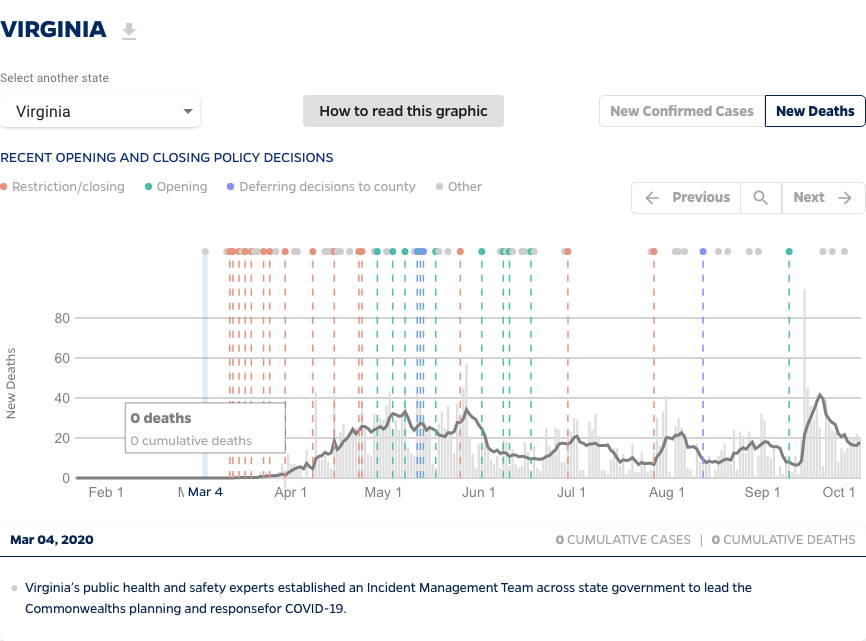 VIRGINIA
Select another state
Virginia
How to read this graphic
New Confirmed Cases
New Deaths
RECENT OPENING AND CLOSING POLICY DECISIONS
Restriction/closing
Opening
Deferring decisions to county
Other
Previous
Next
New Deaths
80
60
40
20
0
0 deaths
0 cumulative deaths
Feb 1
Mar 4
Apr 1
May 1
Jun 1
Jul 1
Aug 1
Sep 1
Oct 1
Mar 04, 2020
0 CUMULATIVE CASES | 0 CUMULATIVE DEATHS
Virginia’s public health and safety experts established an Incident Management Team across state government to lead the
Commonwealths planning and responsefor COVID-19.